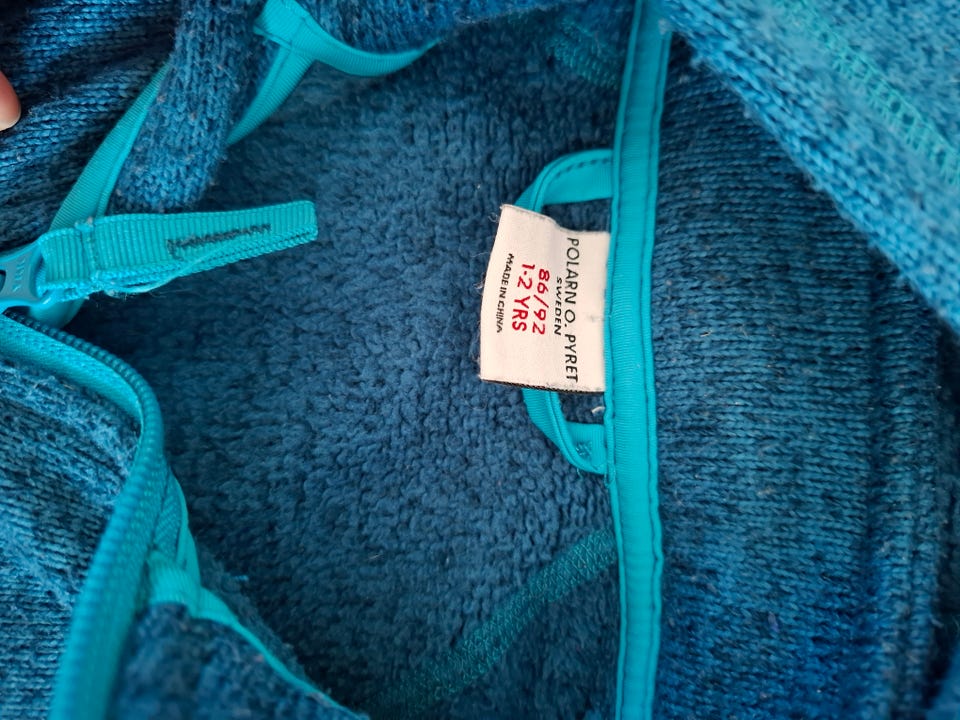 POLARN O. PYRET
SWEDEN
86/92
1-2 YRS
MADE IN CHINA